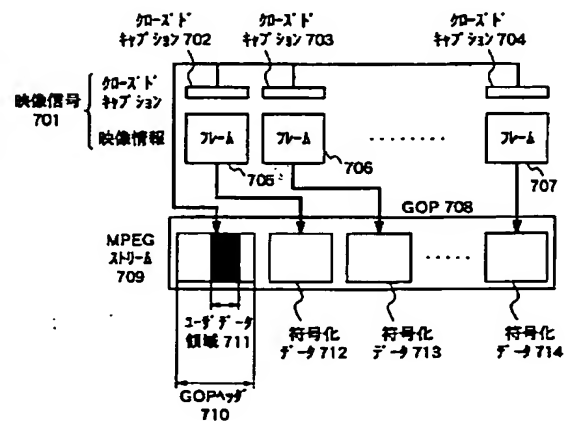 クローズド
キャプション 702
クローズド
キャプション 703
クローズド
キャプション 704
映像信号
701
クローズド
キャプション
映像情報
フレーム
705
フレーム
706
フレーム
707
GOP 708
MPEG
ストリーム
709
ユーザデータ
領域 711
符号化
データ 712
符号化
データ 713
符号化
データ 714
GOPヘッダ
710